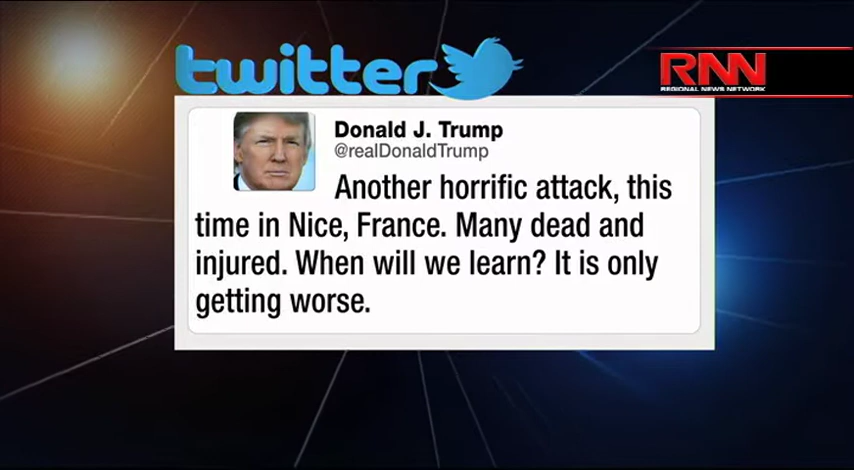 twitter
RNN
REGIONAL NEWS NETWORK
Donald J. Trump
@realDonaldTrump
Another horrific attack, this
time in Nice, France. Many dead and
injured. When will we learn? It is only
getting worse.